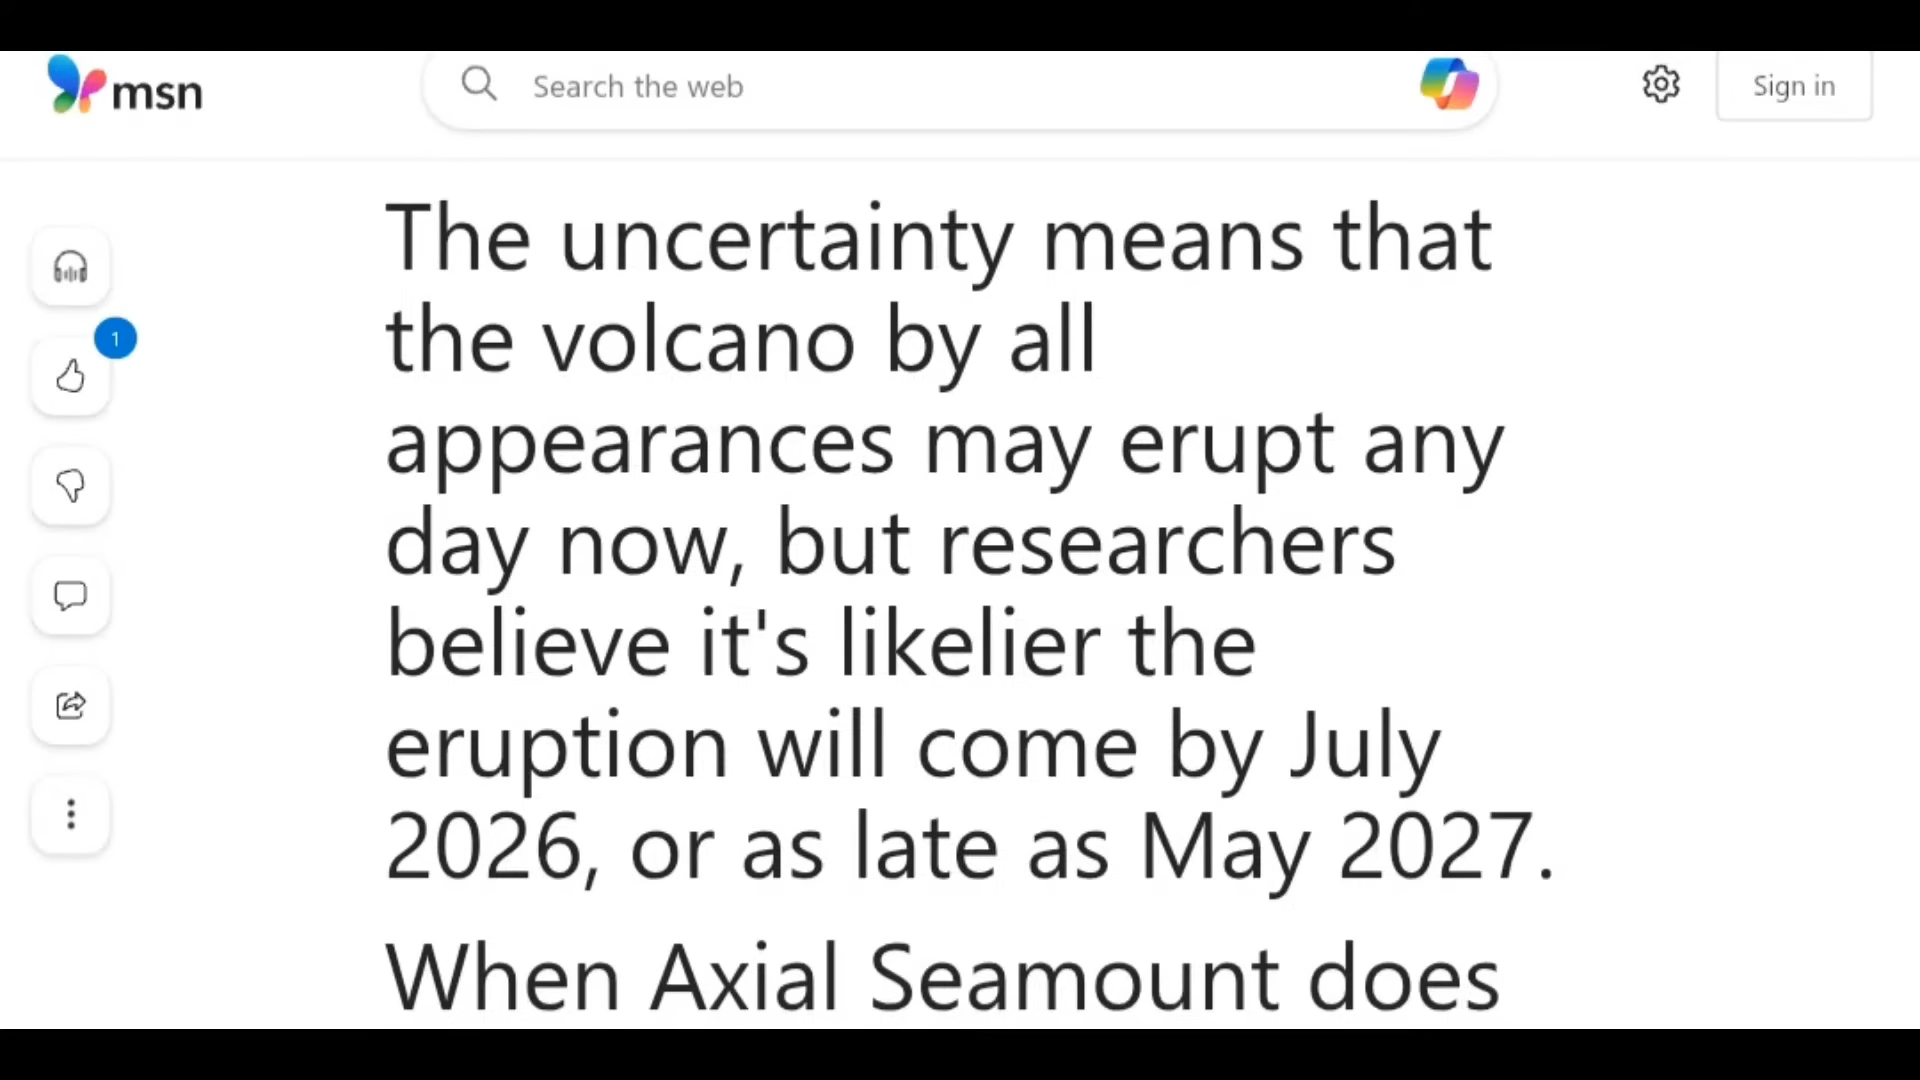 msn
Search the web
Sign in
1
The uncertainty means that
the volcano by all
appearances may erupt any
day now, but researchers
believe it's likelier the
eruption will come by July
2026, or as late as May 2027.
When Axial Seamount does